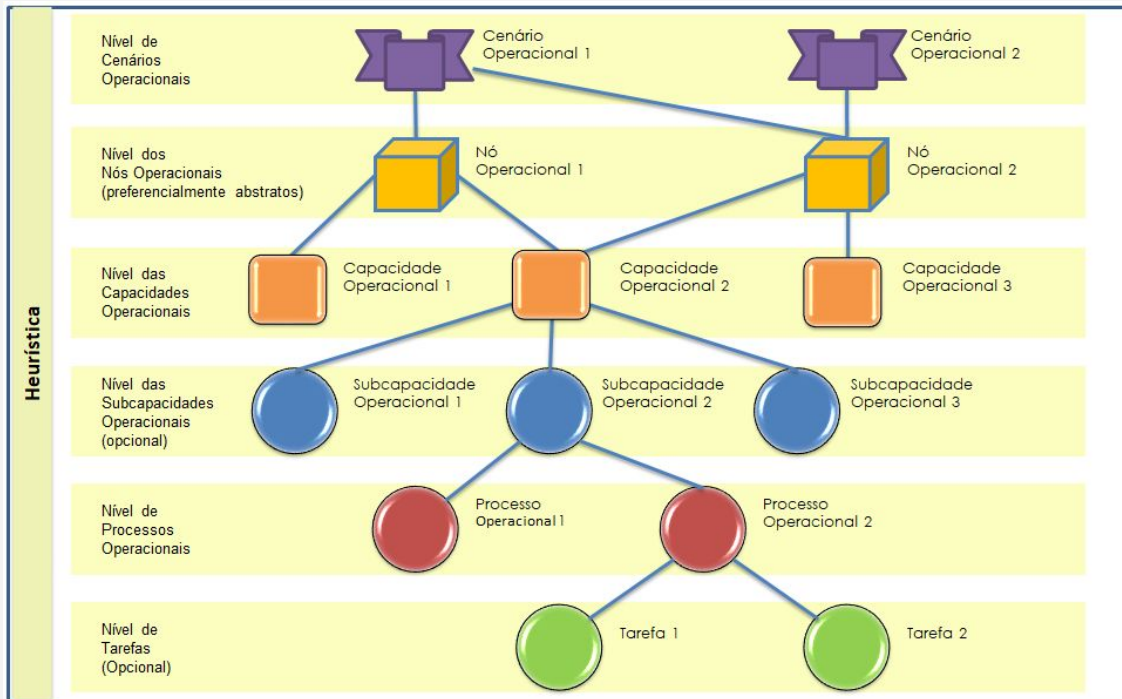 Heurística
Nível de
Cenários
Operacionais
Cenário
Operacional 1
Cenário
Operacional 2
Nível dos
Nós Operacionais
(preferencialmente abstratos)
Nó
Operacional 1
Nó
Operacional 2
Nível das
Capacidades
Operacionais
Capacidade
Operacional 1
Capacidade
Operacional 2
Capacidade
Operacional 3
Nível das
Subcapacidades
Operacionais
(opcional)
Subcapacidade
Operacional 1
Subcapacidade
Operacional 2
Subcapacidade
Operacional 3
Nível de
Processos
Operacionais
Processo
Operacional 1
Processo
Operacional 2
Nível de
Tarefas
(Opcional)
Tarefa 1
Tarefa 2